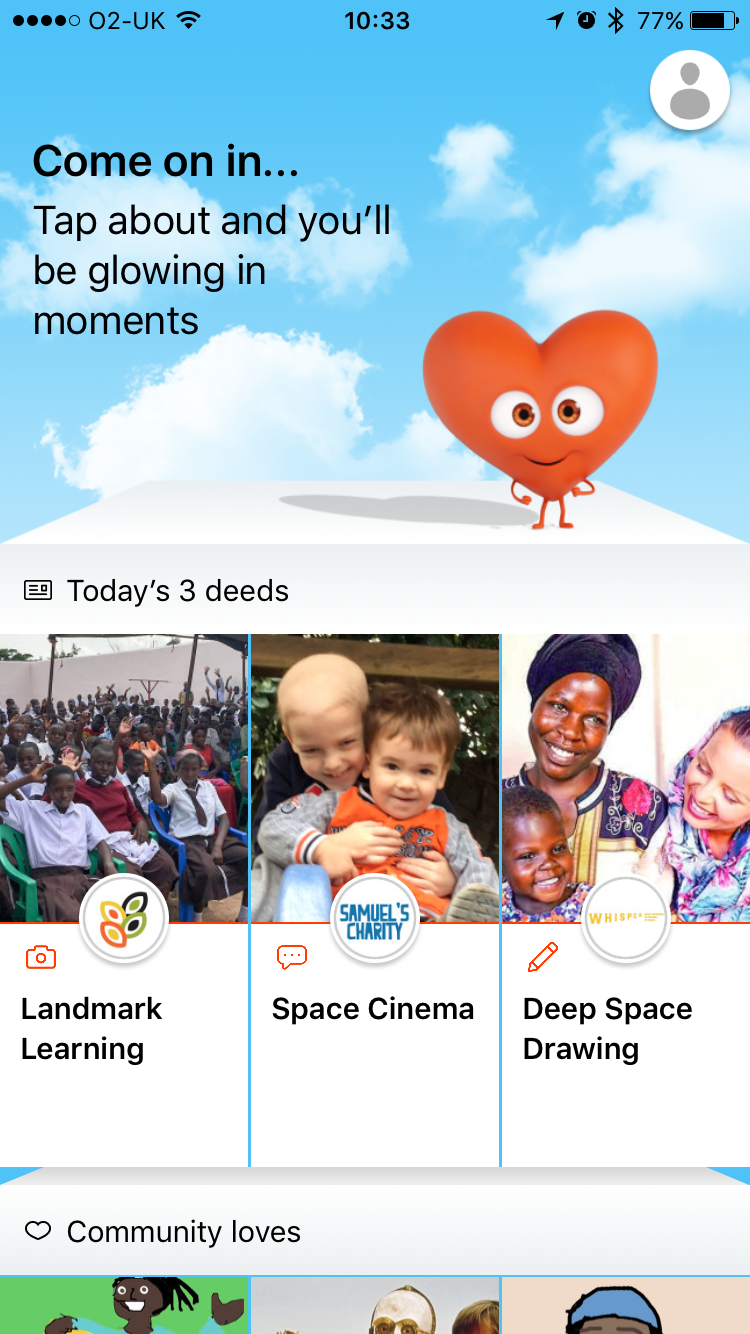 O2-UK 10:33 77%
Come on in...
Tap about and you’ll
be glowing in
moments
Today’s 3 deeds
SAMUEL'S
CHARITY
WHISPER
Landmark
Learning
Space Cinema
Deep Space
Drawing
Community loves